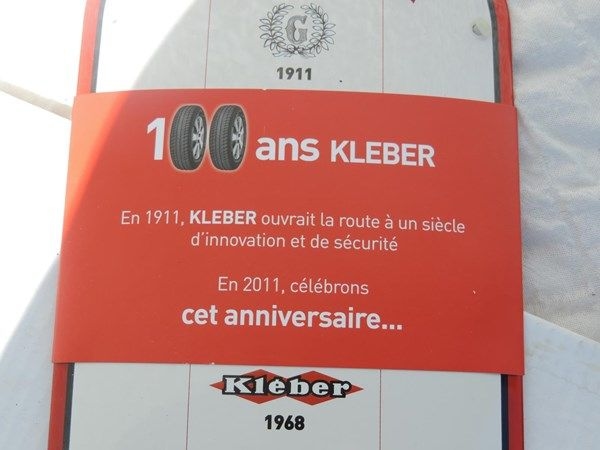 G
1911
100 ans KLEBER
En 1911, KLEBER ouvrait la route à un siècle
d'innovation et de sécurité
En 2011, célébrons
cet anniversaire...
Kléber
1968